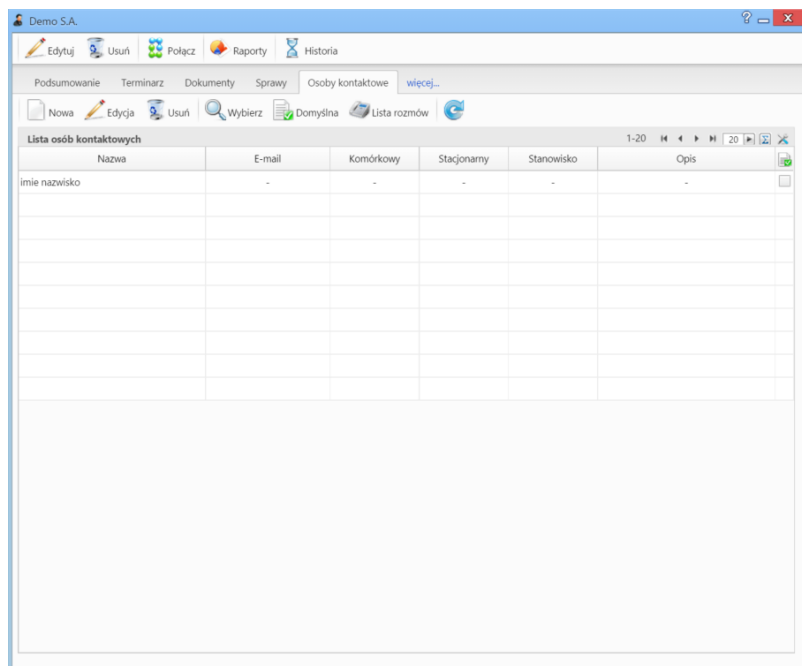 Demo S.A.
Edytuj Usuń Połącz Raporty Historia
Podsumowanie Terminarz Dokumenty Sprawy Osoby kontaktowe więcej...
Nowa Edycja Usuń Wybierz Domyślna Lista rozmów
Lista osób kontaktowych 1-20 20
Nazwa E-mail Komórkowy Stacjonarny Stanowisko Opis
imie nazwisko - - - - -